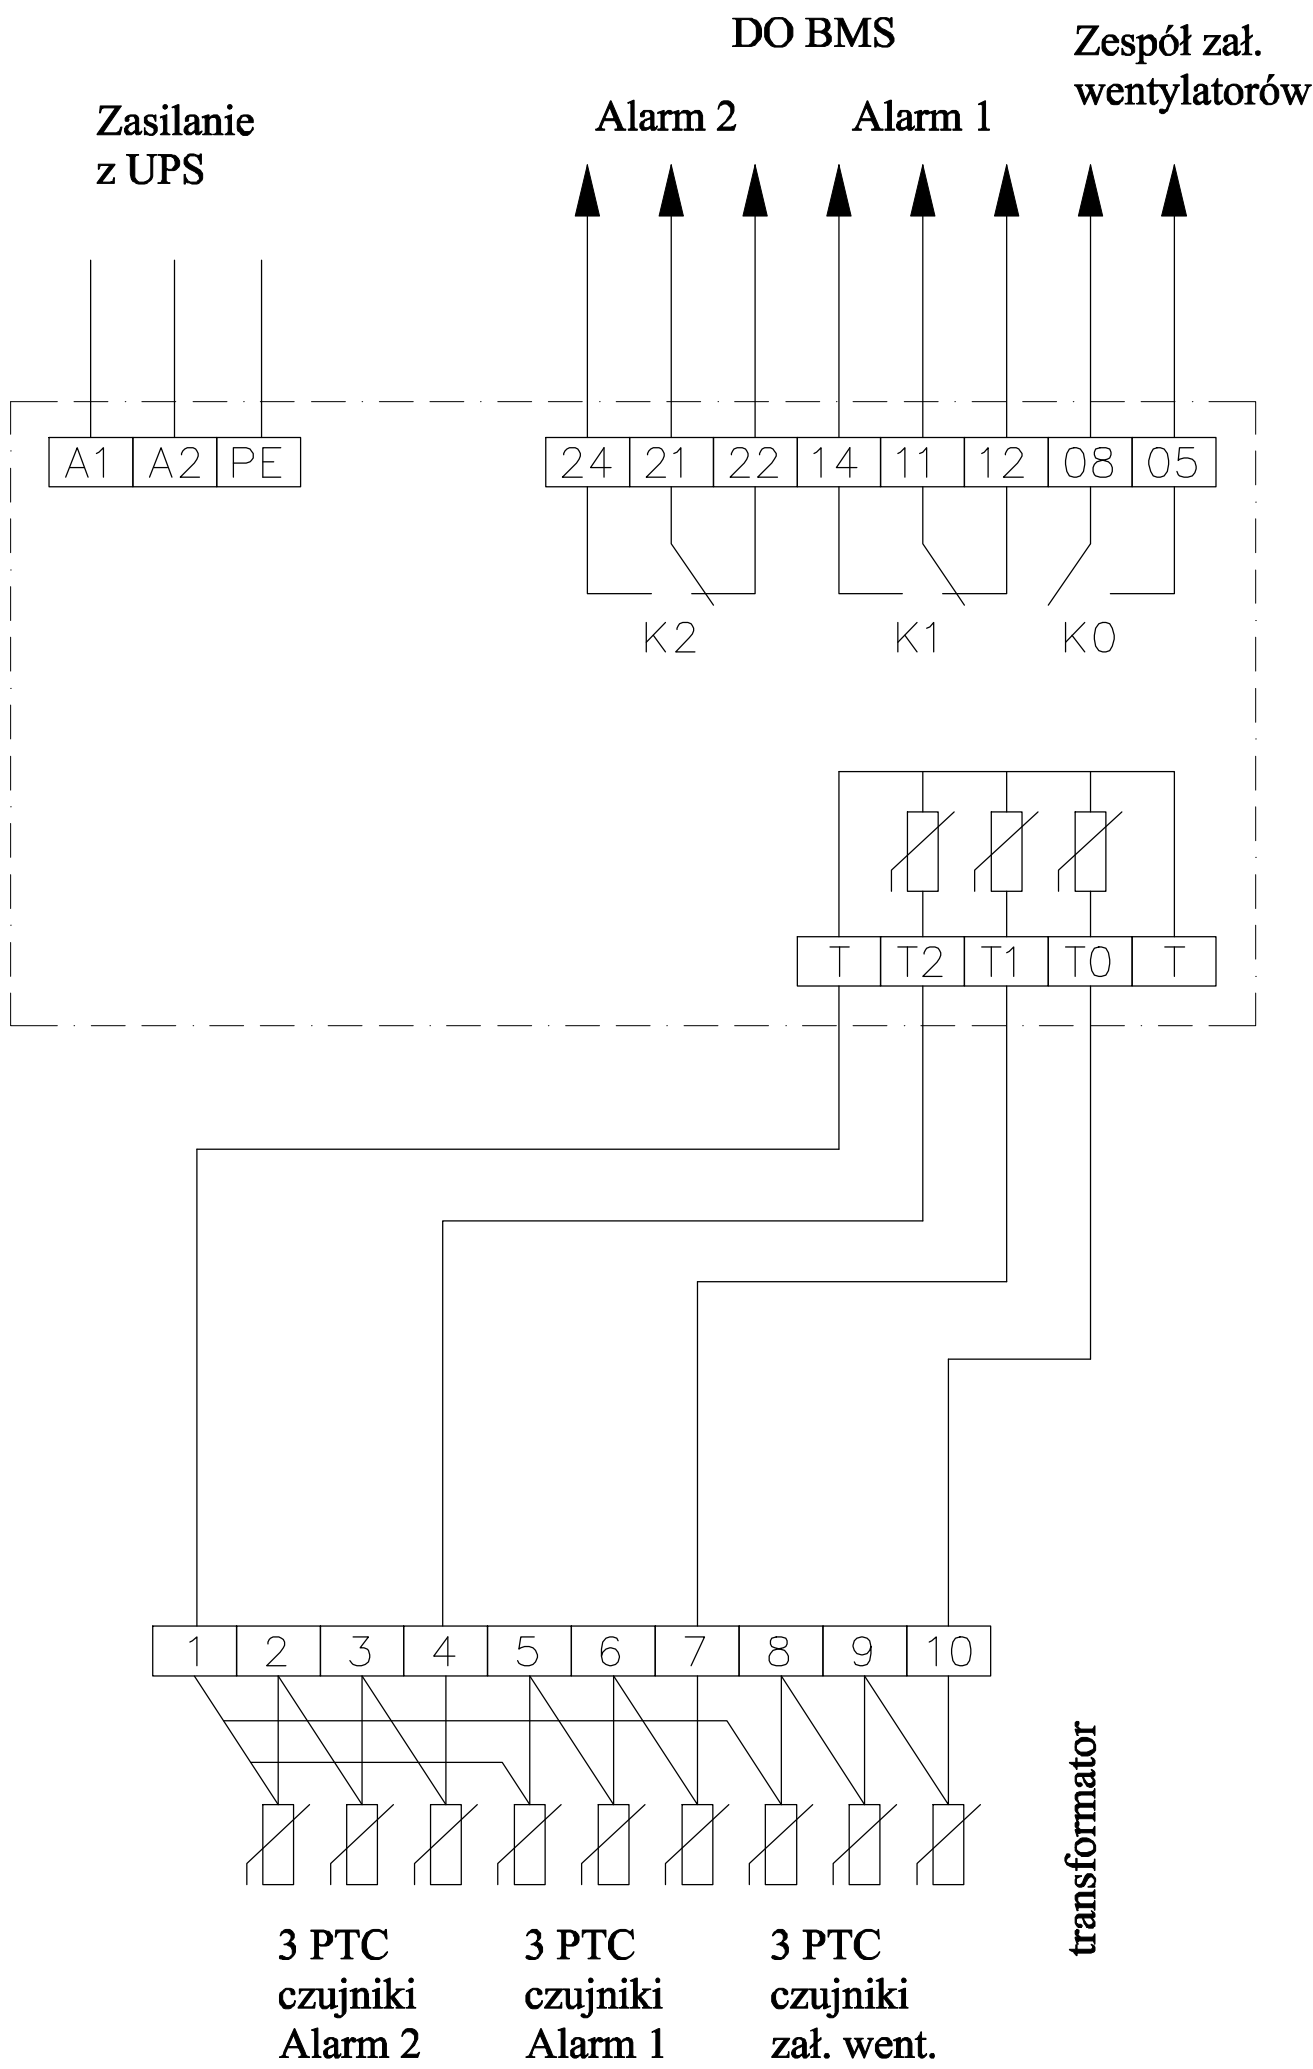 DO BMS
Zespół zał.
wentylatorów
Zasilanie
z UPS
Alarm 2
Alarm 1
A1 A2 PE
24 21 22 14 11 12 08 05
K2 K1 K0
T T2 T1 T0 T
1 2 3 4 5 6 7 8 9 10
transformator
3 PTC
czujniki
Alarm 2
3 PTC
czujniki
Alarm 1
3 PTC
czujniki
zał. went.